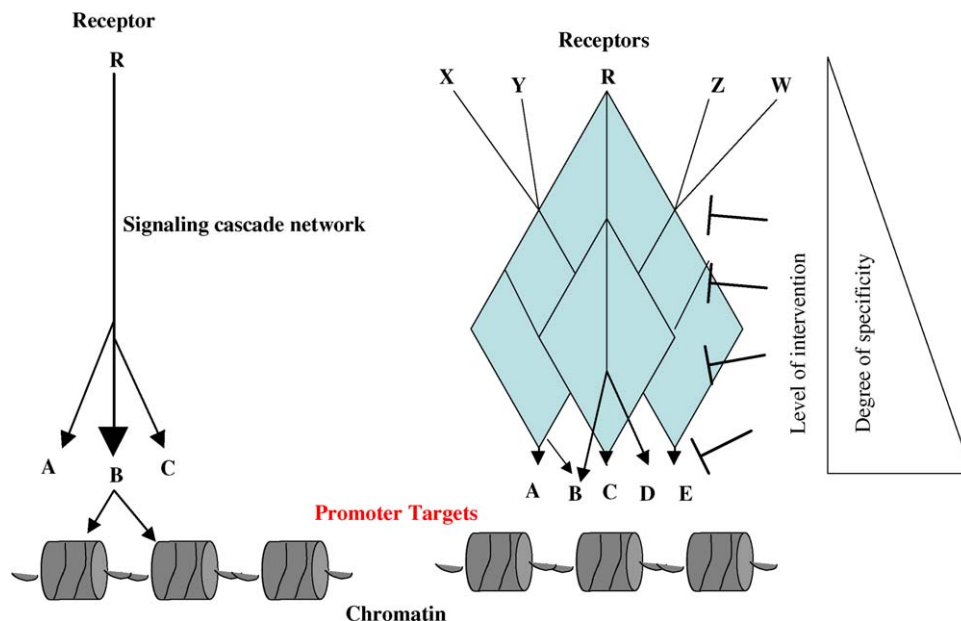 Receptor
R
Signaling cascade network
A
B
C
Receptors
X
Y
R
Z
W
Level of intervention
Degree of specificity
A
B
C
D
E
Promoter Targets
Chromatin